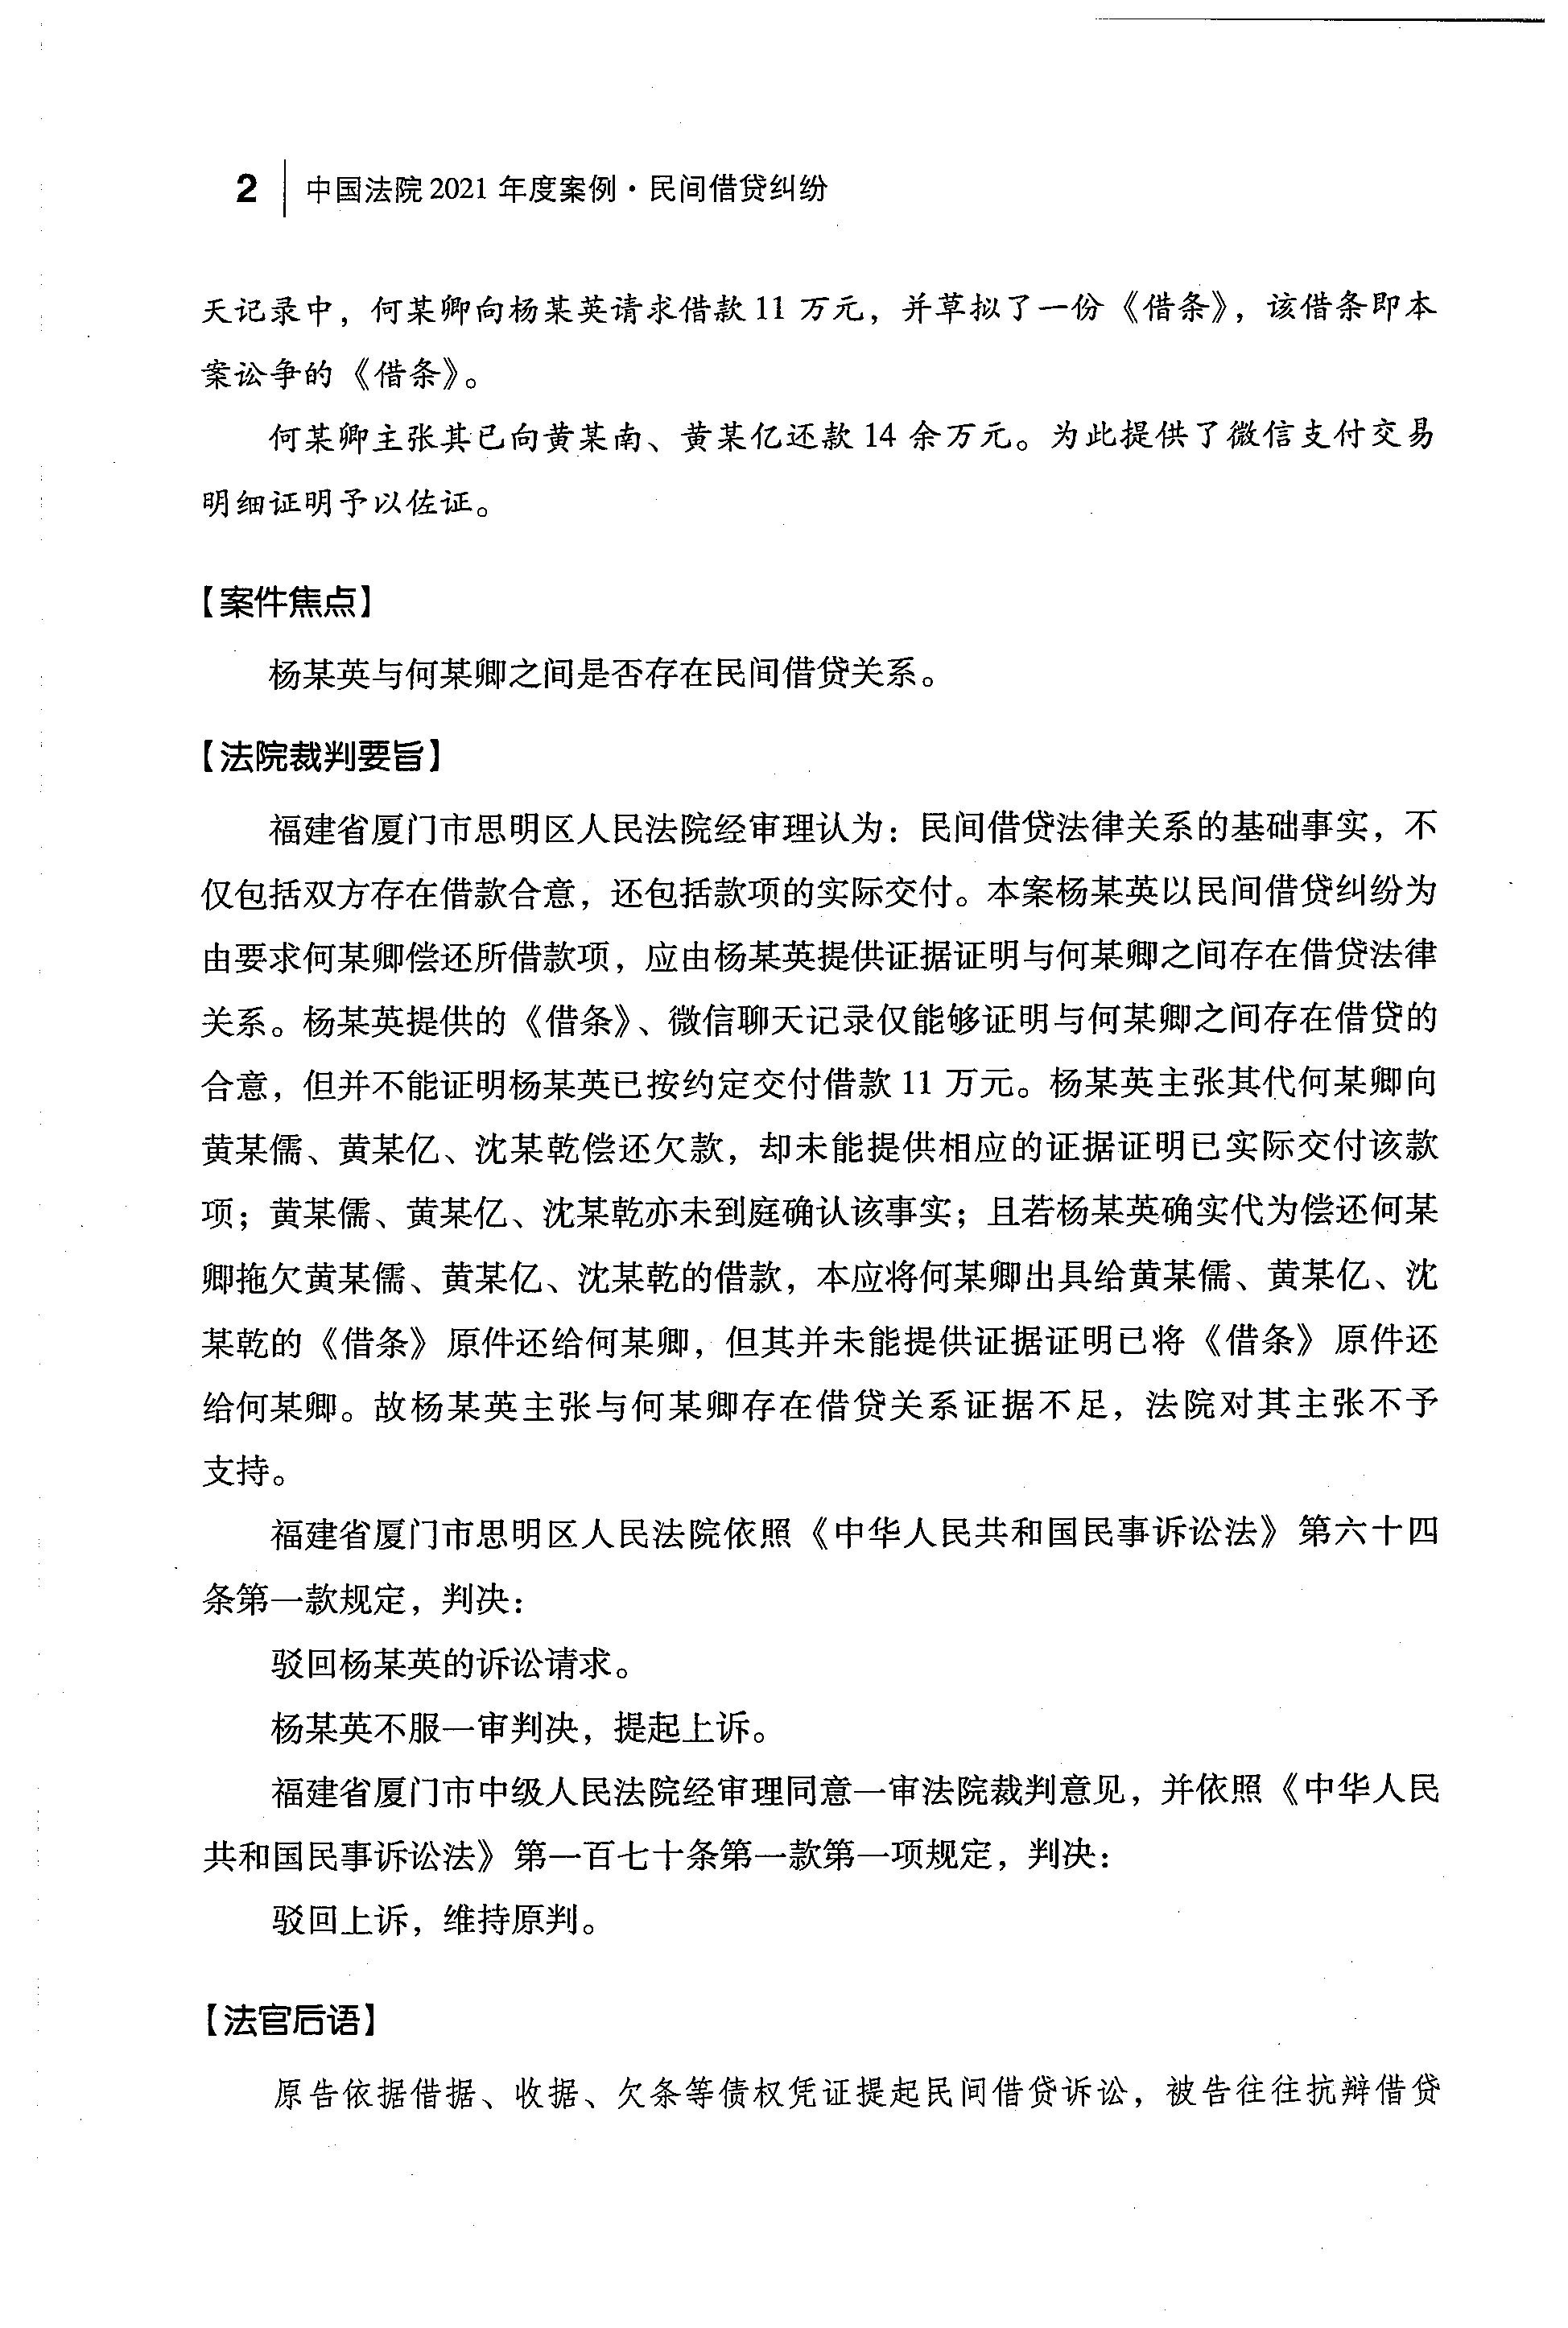 2 中国法院2021年度案例·民间借贷纠纷
天记录中，何某卿向杨某英请求借款11万元，并草拟了一份《借条》，该借条即本
案讼争的《借条》。
何某卿主张其已向黄某南、黄某亿还款14余万元。为此提供了微信支付交易
明细证明予以佐证。
【案件焦点】
杨某英与何某卿之间是否存在民间借贷关系。
【法院裁判要旨】
福建省厦门市思明区人民法院经审理认为：民间借贷法律关系的基础事实，不
仅包括双方存在借款合意，还包括款项的实际交付。本案杨某英以民间借贷纠纷为
由要求何某卿偿还所借款项，应由杨某英提供证据证明与何某卿之间存在借贷法律
关系。杨某英提供的《借条》、微信聊天记录仅能够证明与何某卿之间存在借贷的
合意，但并不能证明杨某英已按约定交付借款11万元。杨某英主张其代何某卿向
黄某儒、黄某亿、沈某乾偿还欠款，却未能提供相应的证据证明已实际交付该款
项；黄某儒、黄某亿、沈某乾亦未到庭确认该事实；且若杨某英确实代为偿还何某
卿拖欠黄某儒、黄某亿、沈某乾的借款，本应将何某卿出具给黄某儒、黄某亿、沈
某乾的《借条》原件还给何某卿，但其并未能提供证据证明已将《借条》原件还
给何某卿。故杨某英主张与何某卿存在借贷关系证据不足，法院对其主张不予
支持。
福建省厦门市思明区人民法院依照《中华人民共和国民事诉讼法》第六十四
条第一款规定，判决：
驳回杨某英的诉讼请求。
杨某英不服一审判决，提起上诉。
福建省厦门市中级人民法院经审理同意一审法院裁判意见，并依照《中华人民
共和国民事诉讼法》第一百七十条第一款第一项规定，判决：
驳回上诉，维持原判。
【法官后语】
原告依据借据、收据、欠条等债权凭证提起民间借贷诉讼，被告往往抗辩借贷